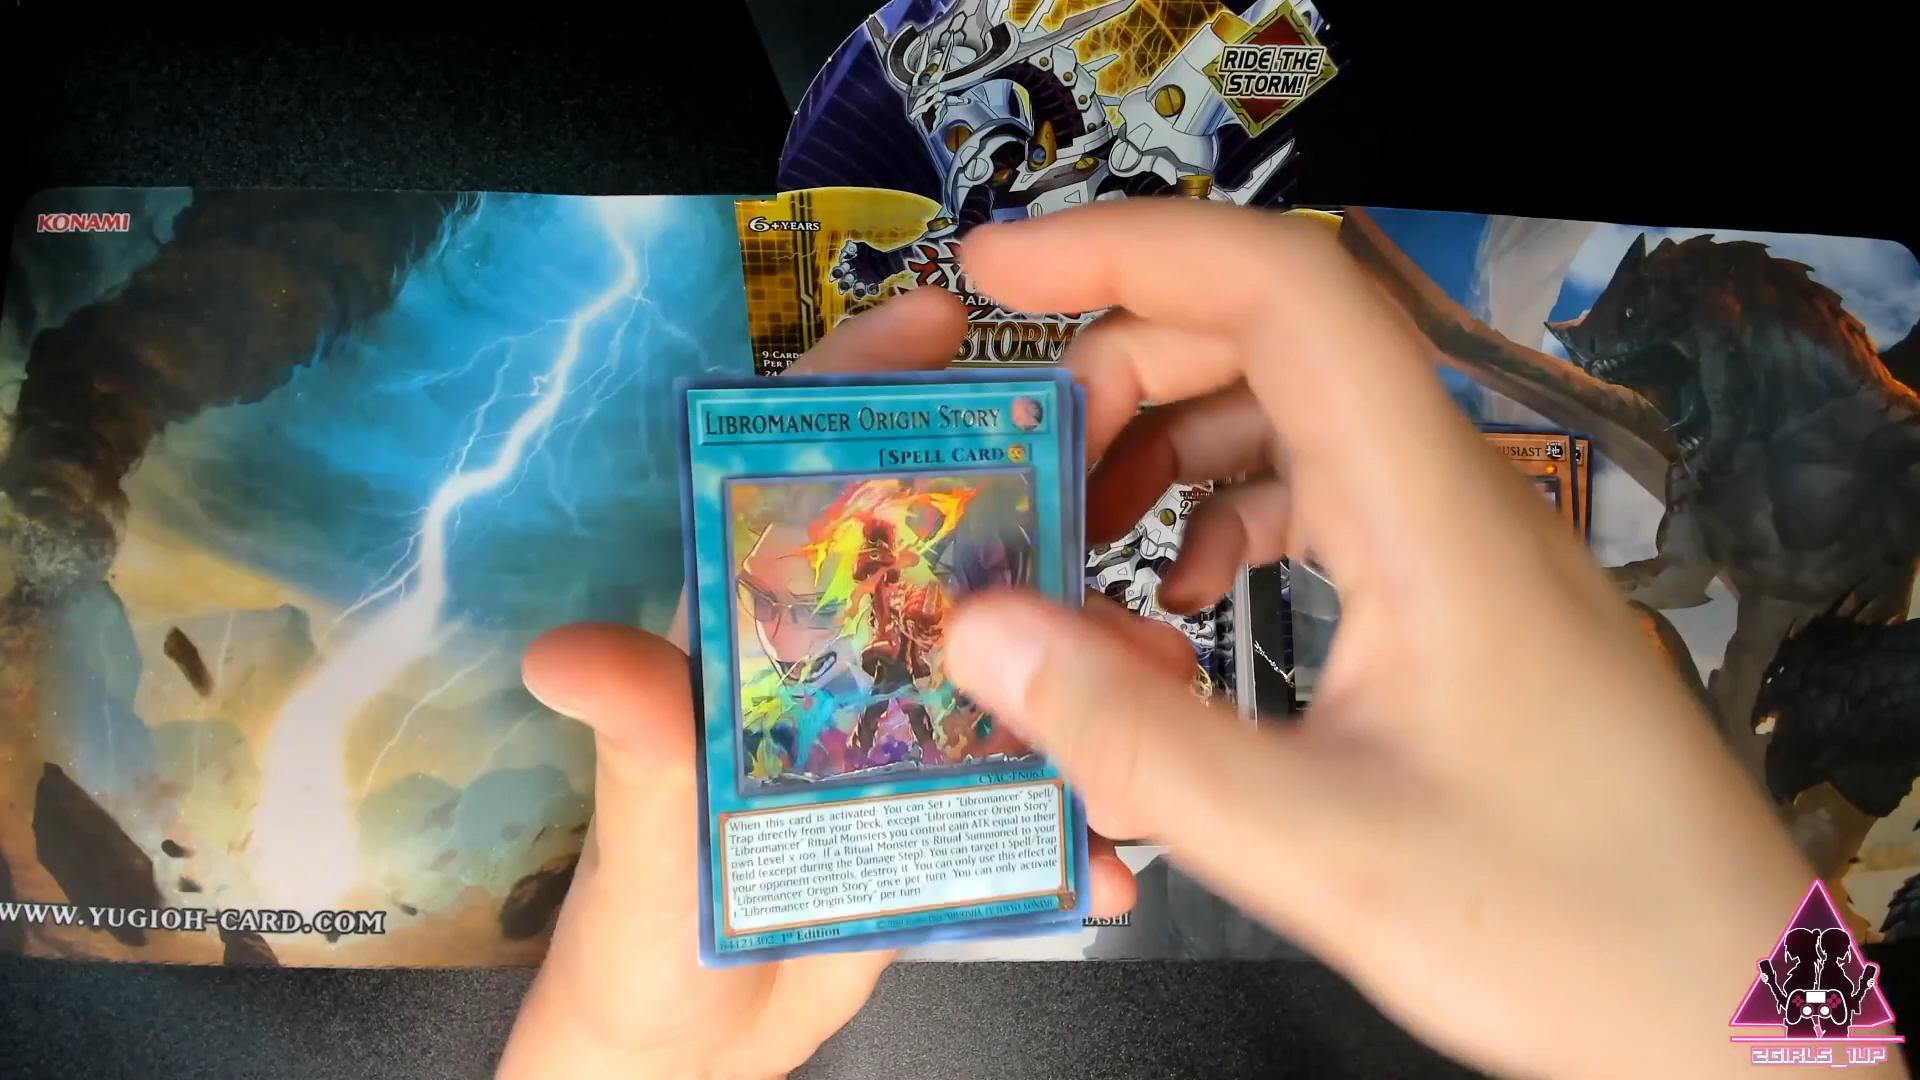 RIDE THE
STORM!
KONAMI
6+YEARS
STORM
9 CARDS
PER
LIBROMANCER ORIGIN STORY
[SPELL CARD
]
USIAST
CYAC-EN063
When this card is activated: You can Set 1 "Libromancer" Spell/
Trap directly from your Deck, except "Libromancer Origin Story".
"Libromancer" Ritual Monsters you control gain ATK equal to their
own Level x 100. If a Ritual Monster is Ritual Summoned to your
field (except during the Damage Step): You can target 1 Spell/Trap
your opponent controls, destroy it. You can only use this effect of
"Libromancer Origin Story" once per turn. You can only activate
1 "Libromancer Origin Story" per turn.
84121302
1st Edition
WWW.YUGIOH-CARD.COM
HASHI
2GIRLS_1UP